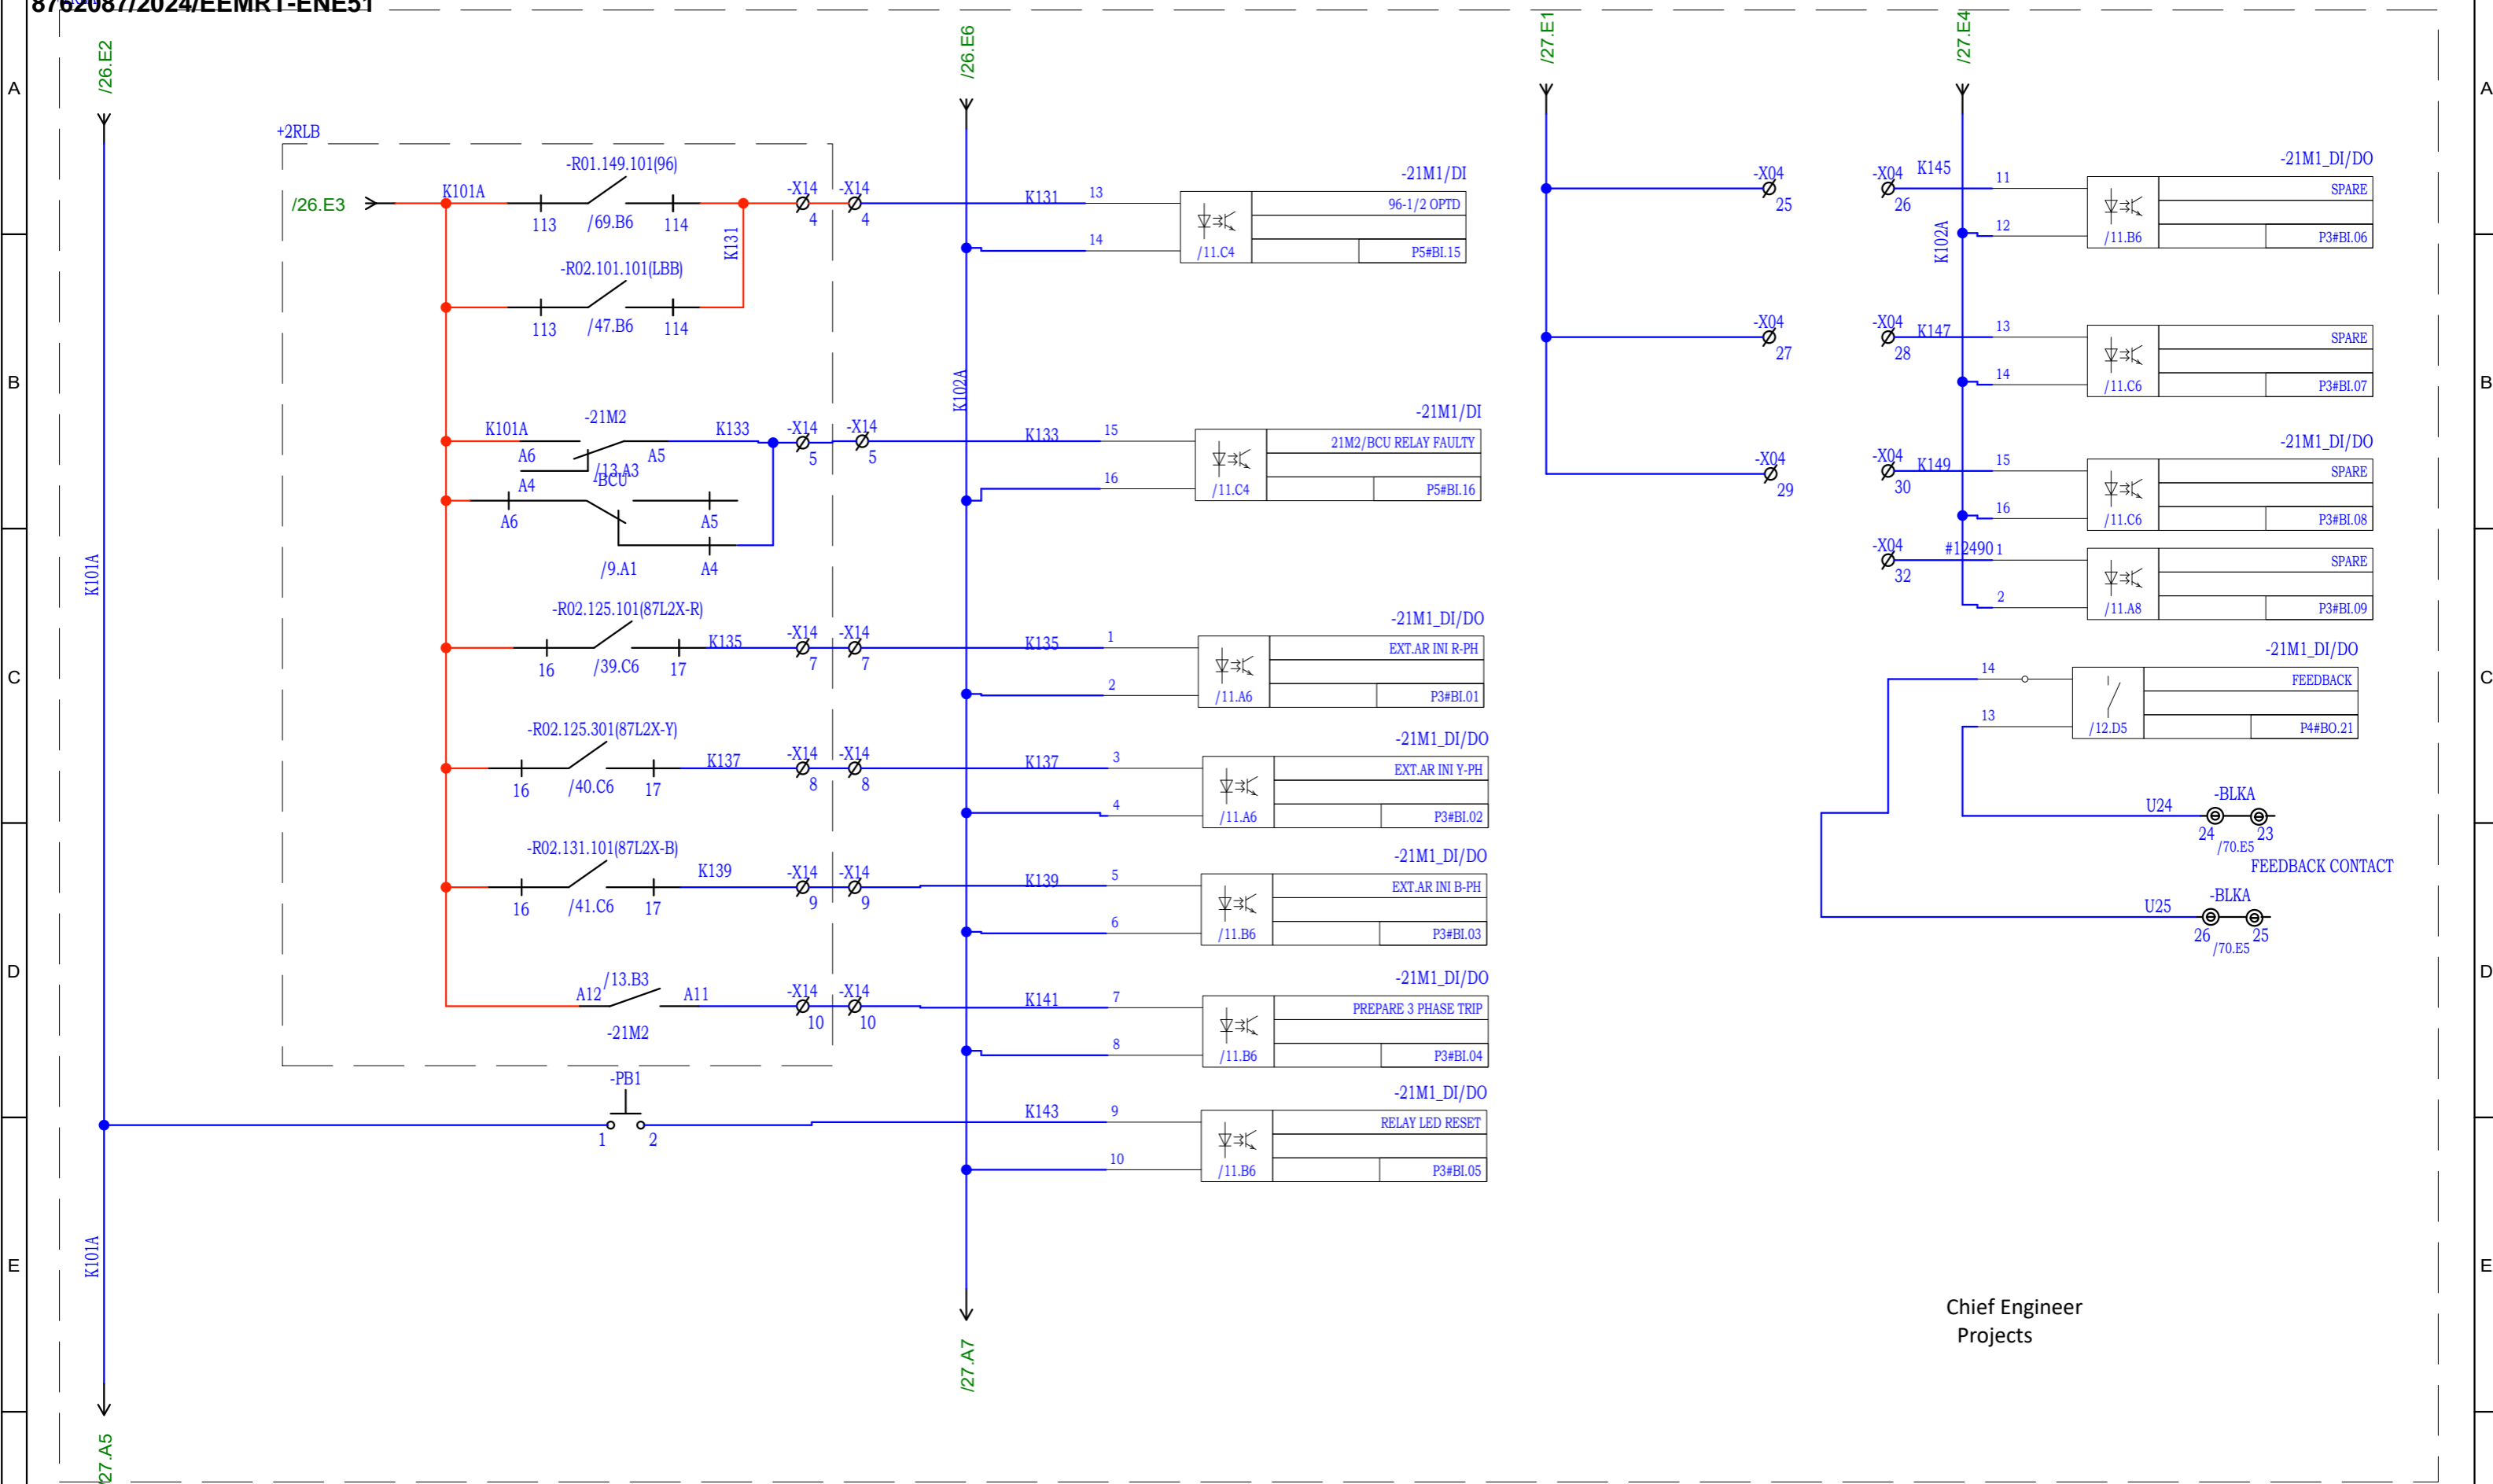 8762087/2024/EEMRT-ENE51
/26.E2
/26.E6
/27.E1
/27.E4
A
A
+2RLB
-R01.149.101(96)
/26.E3
K101A
113
/69.B6
114
K131
-X14
4
-X14
4
K131
13
14
-21M1/DI
96-1/2 OPTD
/11.C4
P5#BI.15
-R02.101.101(LBB)
113
/47.B6
114
-X04
25
-X04
26
K145
11
12
K102A
-21M1_DI/DO
SPARE
/11.B6
P3#BI.06
-X04
27
-X04
28
K147
13
14
SPARE
/11.C6
P3#BI.07
B
B
K102A
-21M2
K101A
A6
A5
/13.A3
A4
K133
-X14
5
-X14
5
K133
15
16
-21M1/DI
21M2/BCU RELAY FAULTY
/11.C4
P5#BI.16
-BCU
A6
A5
/9.A1
A4
-X04
29
-X04
30
K149
15
16
-21M1_DI/DO
SPARE
/11.C6
P3#BI.08
-X04
32
#12490
1
2
SPARE
/11.A8
P3#BI.09
K101A
-R02.125.101(87L2X-R)
16
/39.C6
17
K135
-X14
7
-X14
7
K135
1
2
-21M1_DI/DO
EXT.AR INI R-PH
/11.A6
P3#BI.01
C
C
-21M1_DI/DO
14
13
FEEDBACK
/12.D5
P4#BO.21
-R02.125.301(87L2X-Y)
16
/40.C6
17
K137
-X14
8
-X14
8
K137
3
4
-21M1_DI/DO
EXT.AR INI Y-PH
/11.A6
P3#BI.02
U24
-BLKA
24
23
/70.E5
FEEDBACK CONTACT
-R02.131.101(87L2X-B)
16
/41.C6
17
K139
-X14
9
-X14
9
K139
5
6
-21M1_DI/DO
EXT.AR INI B-PH
/11.B6
P3#BI.03
U25
-BLKA
26
25
/70.E5
D
D
/13.B3
A12
A11
-21M2
-X14
10
-X14
10
K141
7
8
-21M1_DI/DO
PREPARE 3 PHASE TRIP
/11.B6
P3#BI.04
-PB1
1
2
K143
9
10
-21M1_DI/DO
RELAY LED RESET
/11.B6
P3#BI.05
K101A
E
E
Chief Engineer
Projects
/27.A7
/27.A5